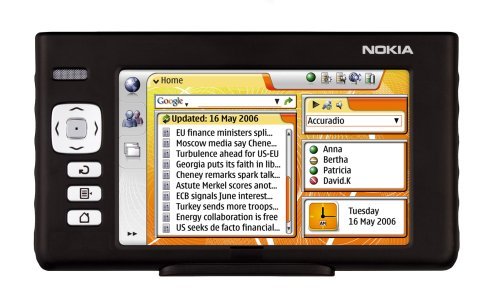 NOKIA
Home
Google
Updated: 16 May 2006
EU finance ministers spli...
Moscow media say Chene...
Turbulence ahead for US-EU
Georgia puts its faith in lib...
Cheney remarks spark talk...
Astute Merkel scores anot...
ECB signals June interest...
Turkey sends more troops...
Energy collaboration is free
US seeks de facto financial...
Accuradio
Anna
Bertha
Patricia
David.K
AM
Tuesday
16 May 2006